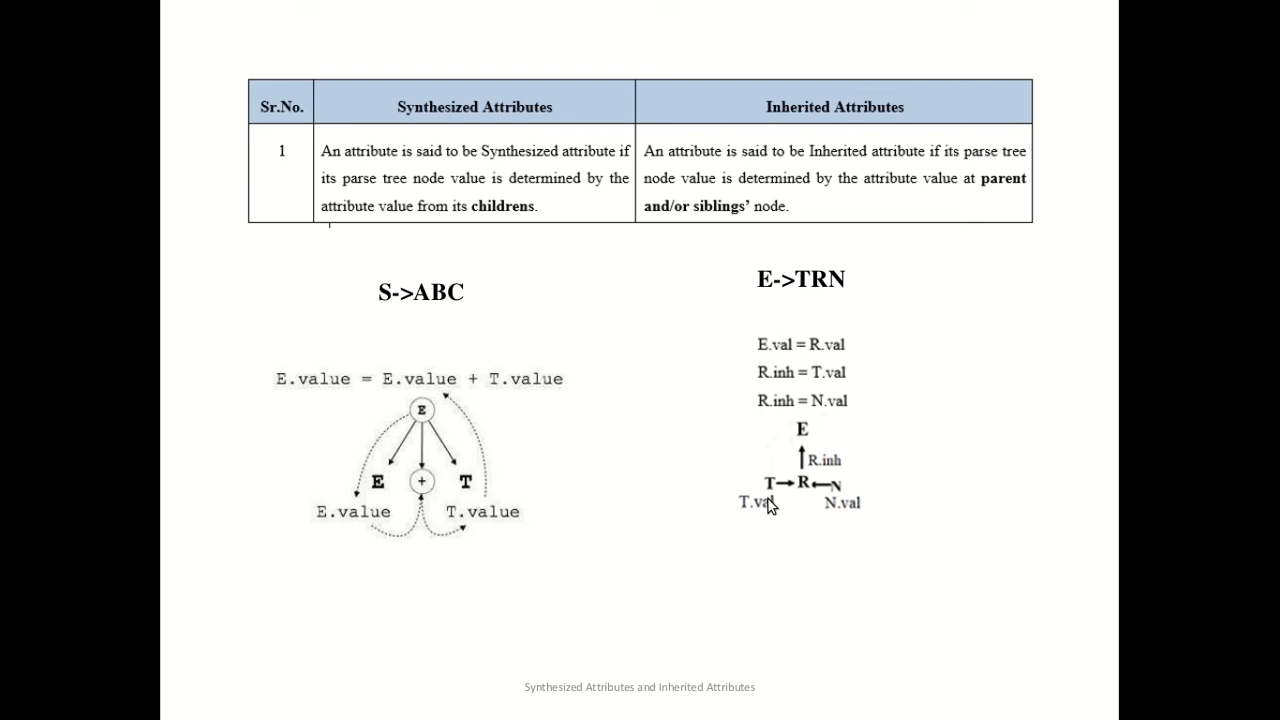 Sr.No. Synthesized Attributes Inherited Attributes
1 An attribute is said to be Synthesized attribute if
its parse tree node value is determined by the
attribute value from its childrens.
An attribute is said to be Inherited attribute if its parse tree
node value is determined by the attribute value at parent
and/or siblings’ node.
S->ABC
E.value = E.value + T.value
E
E + T
E.value T.value
E->TRN
E.val = R.val
R.inh = T.val
R.inh = N.val
E
R.inh
T R N
T.val N.val
Synthesized Attributes and Inherited Attributes